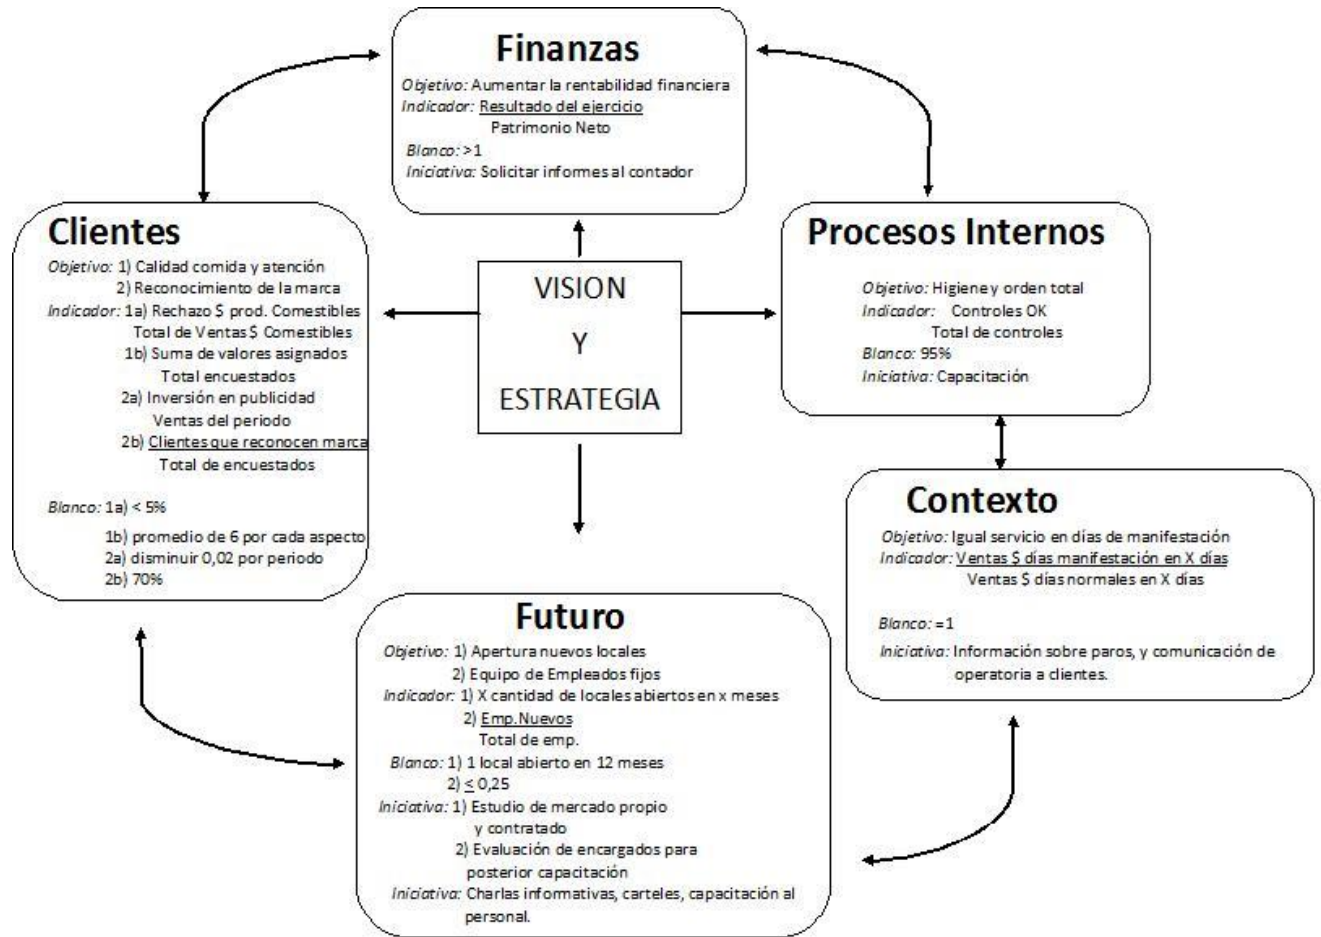 Finanzas
Objetivo: Aumentar la rentabilidad financiera
Indicador: Resultado del ejercicio
Patrimonio Neto
Blanco: >1
Iniciativa: Solicitar informes al contador
Clientes
Objetivo: 1) Calidad comida y atención
2) Reconocimiento de la marca
Indicador: 1a) Rechazo $ prod. Comestibles
Total de Ventas $ Comestibles
1b) Suma de valores asignados
Total encuestados
2a) Inversión en publicidad
Ventas del periodo
2b) Clientes que reconocen marca
Total de encuestados
Blanco: 1a) < 5%
1b) promedio de 6 por cada aspecto
2a) disminuir 0,02 por periodo
2b) 70%
VISION
Y
ESTRATEGIA
Procesos Internos
Objetivo: Higiene y orden total
Indicador: Controles OK
Total de controles
Blanco: 95%
Iniciativa: Capacitación
Contexto
Objetivo: Igual servicio en días de manifestación
Indicador: Ventas $ días manifestación en X días
Ventas $ días normales en X días
Blanco: =1
Iniciativa: Información sobre paros, y comunicación de
operatoria a clientes.
Futuro
Objetivo: 1) Apertura nuevos locales
2) Equipo de Empleados fijos
Indicador: 1) X cantidad de locales abiertos en x meses
2) Emp.Nuevos
Total de emp.
Blanco: 1) 1 local abierto en 12 meses
2) ≤ 0,25
Iniciativa: 1) Estudio de mercado propio
y contratado
2) Evaluación de encargados para
posterior capacitación
Iniciativa: Charlas informativas, carteles, capacitación al
personal.